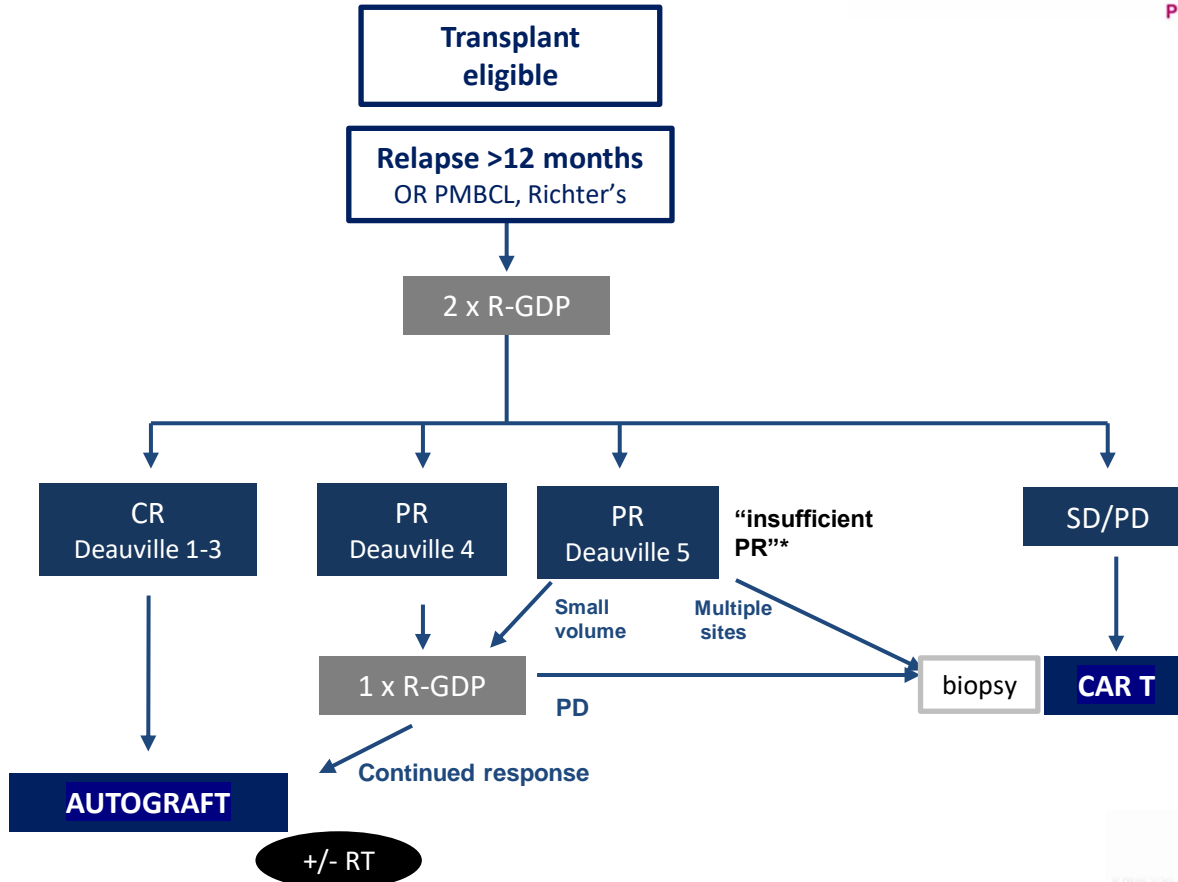 P
Transplant
eligible
Relapse >12 months
OR PMBCL, Richter’s
2 x R-GDP
CR
Deauville 1-3
PR
Deauville 4
PR
Deauville 5
“insufficient
PR”*
SD/PD
Small
volume
Multiple
sites
1 x R-GDP
PD
biopsy
CAR T
Continued response
AUTOGRAFT
+/- RT